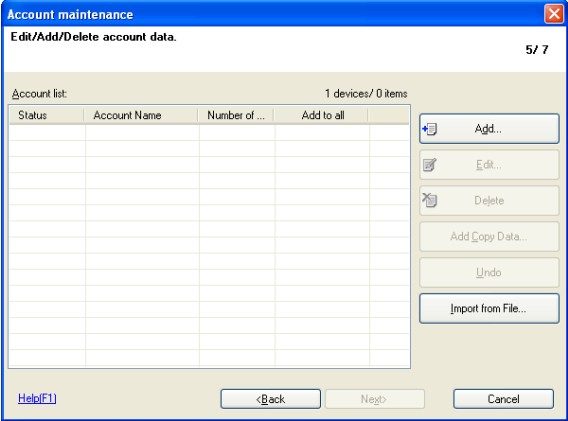 Account maintenance
Edit/Add/Delete account data.
5/ 7
Account list:
1 devices/ 0 items
Status Account Name Number of ... Add to all
Add...
Edit...
Delete
Add Copy Data...
Undo
Import from File...
Help(F1)
<Back
Next>
Cancel